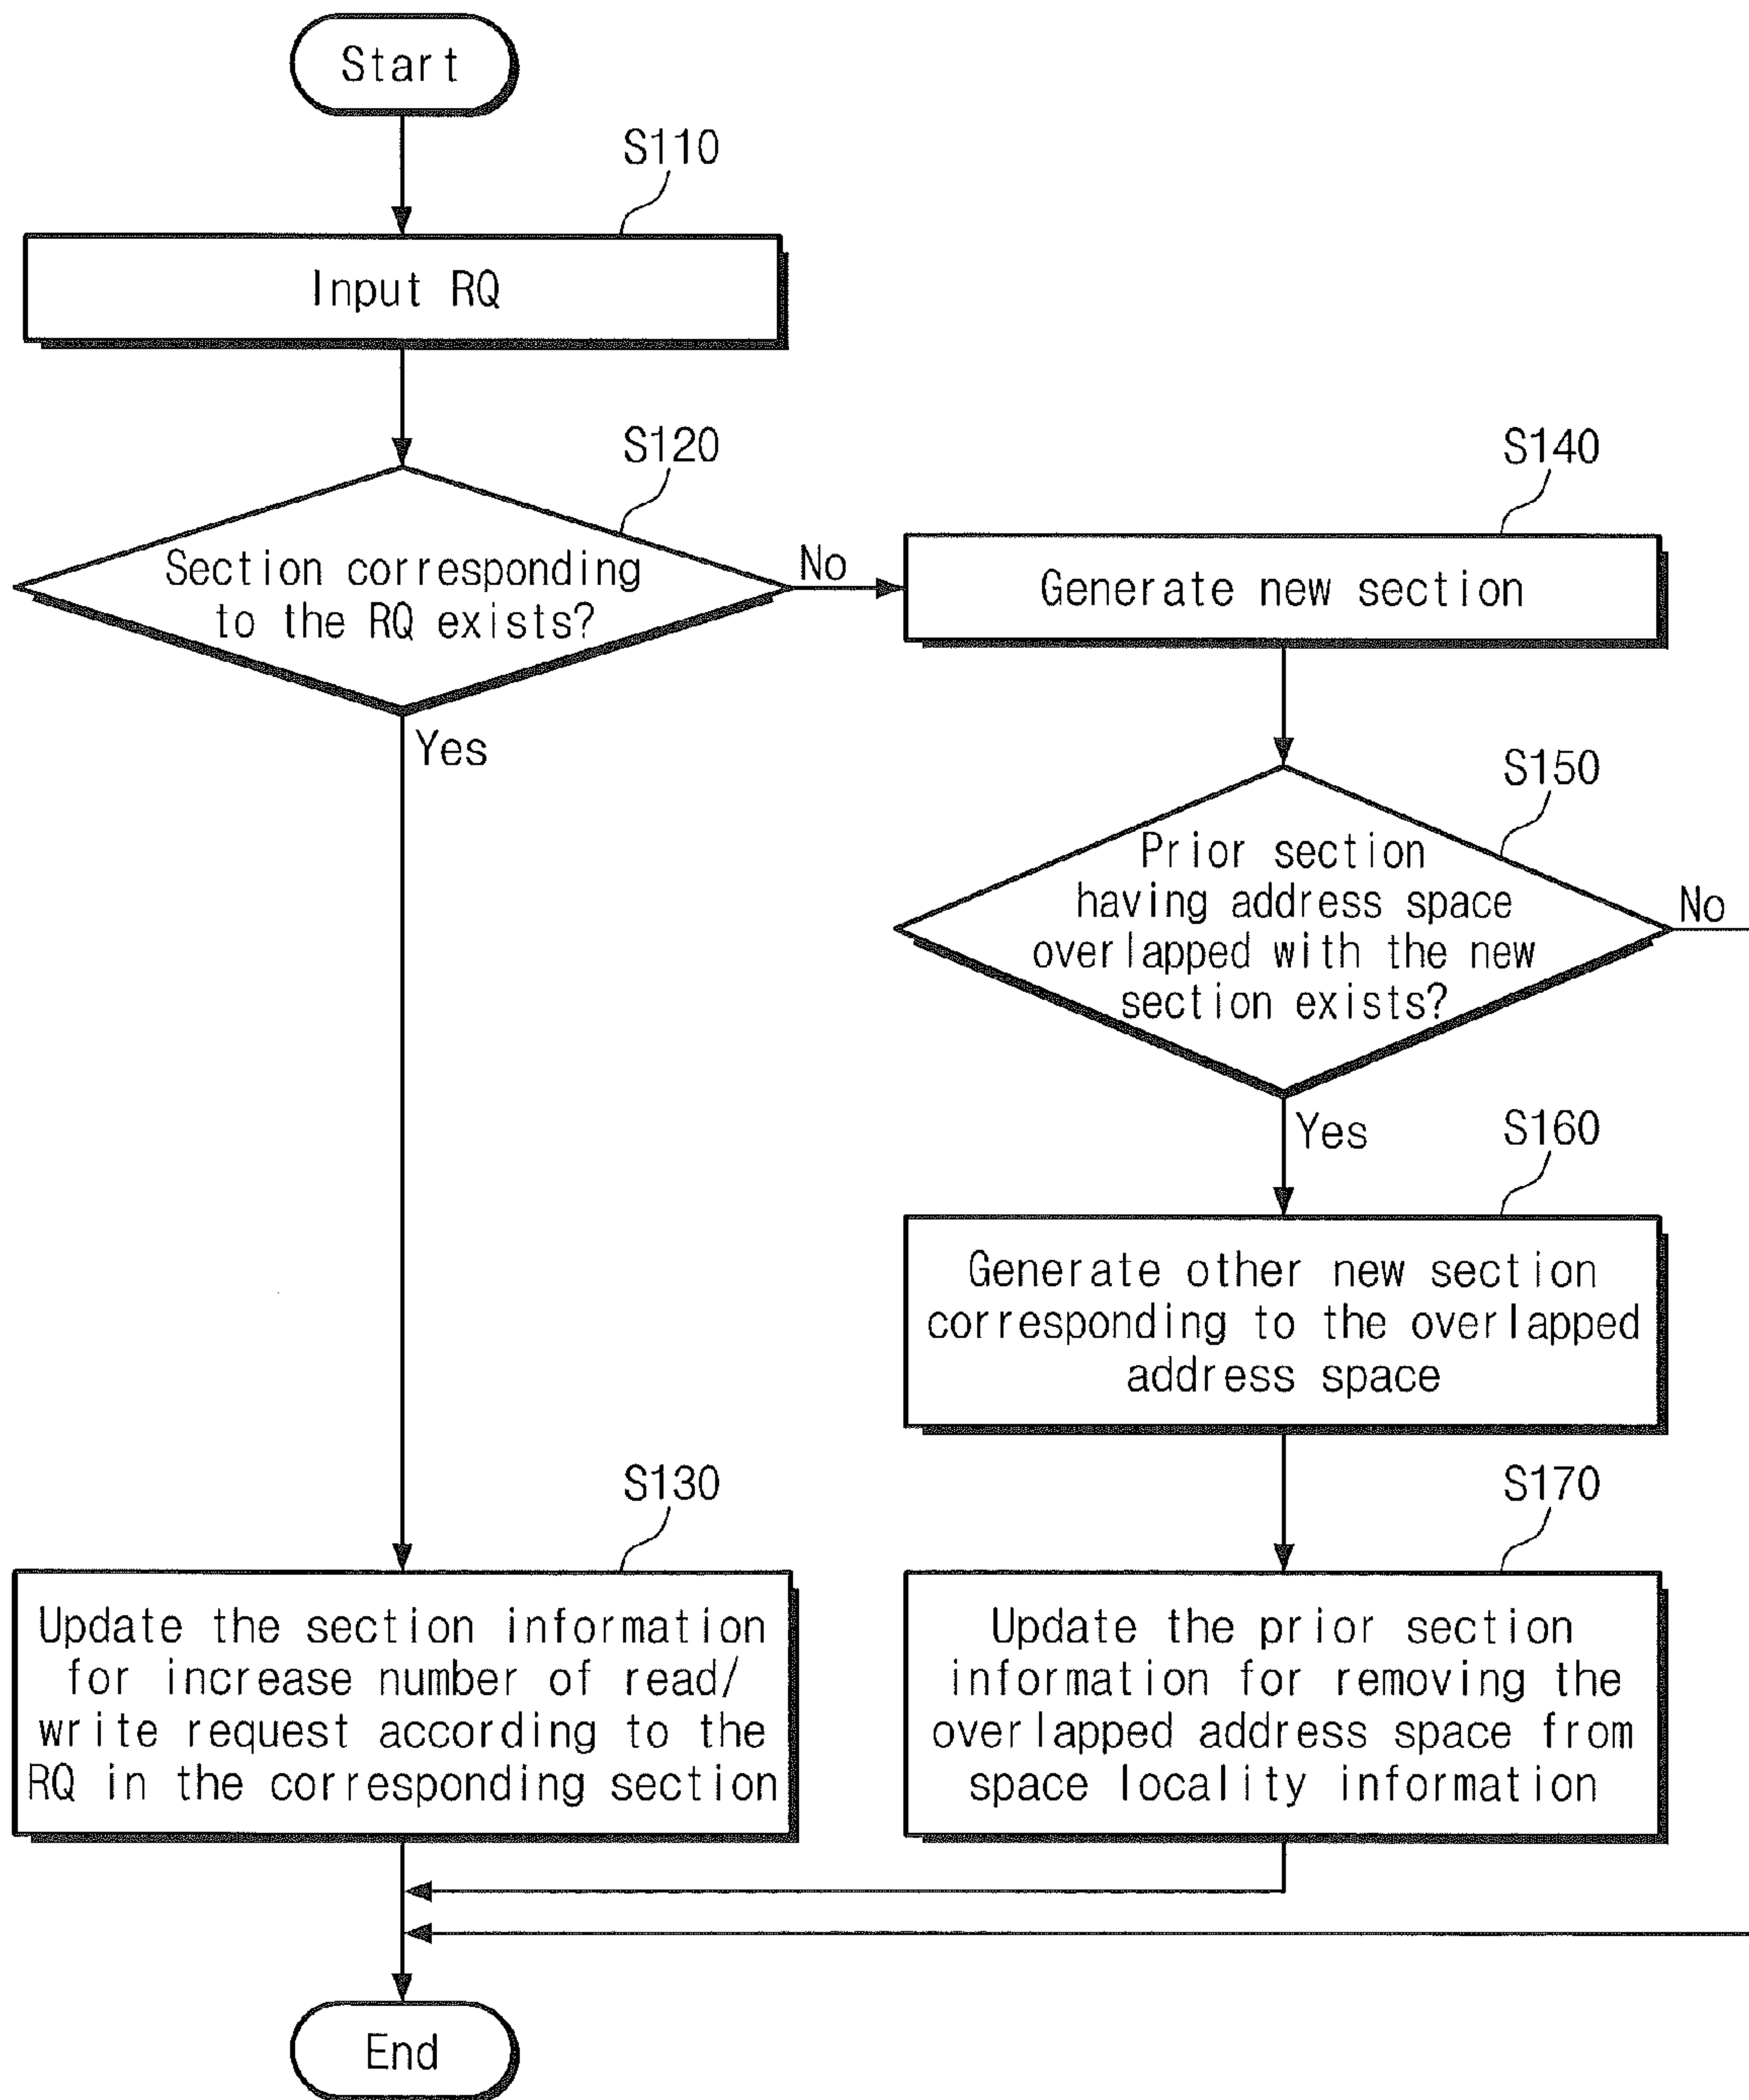 Start
S110
Input RQ
S120
Section corresponding
to the RQ exists?
No
Yes
S140
Generate new section
S150
Prior section
having address space
overlapped with the new
section exists?
No
Yes
S160
Generate other new section
corresponding to the overlapped
address space
S130
Update the section information
for increase number of read/
write request according to the
RQ in the corresponding section
S170
Update the prior section
information for removing the
overlapped address space from
space locality information
End